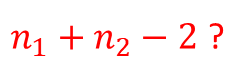 n₁ + n₂ − 2 ?